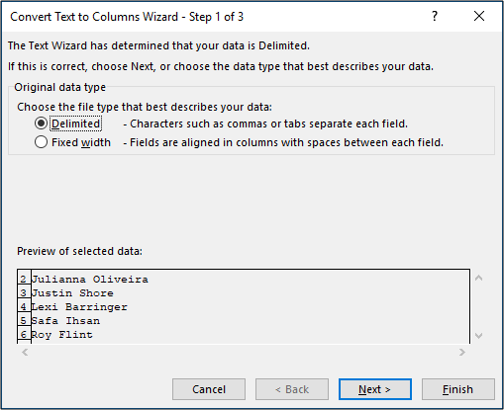 Convert Text to Columns Wizard - Step 1 of 3 ? ×
The Text Wizard has determined that your data is Delimited.
If this is correct, choose Next, or choose the data type that best describes your data.
Original data type
Choose the file type that best describes your data:
Delimited - Characters such as commas or tabs separate each field.
Fixed width - Fields are aligned in columns with spaces between each field.
Preview of selected data:
2 Julianna Oliveira
3 Justin Shore
4 Lexi Barringer
5 Safa Ihsan
6 Roy Flint
Cancel < Back Next > Finish